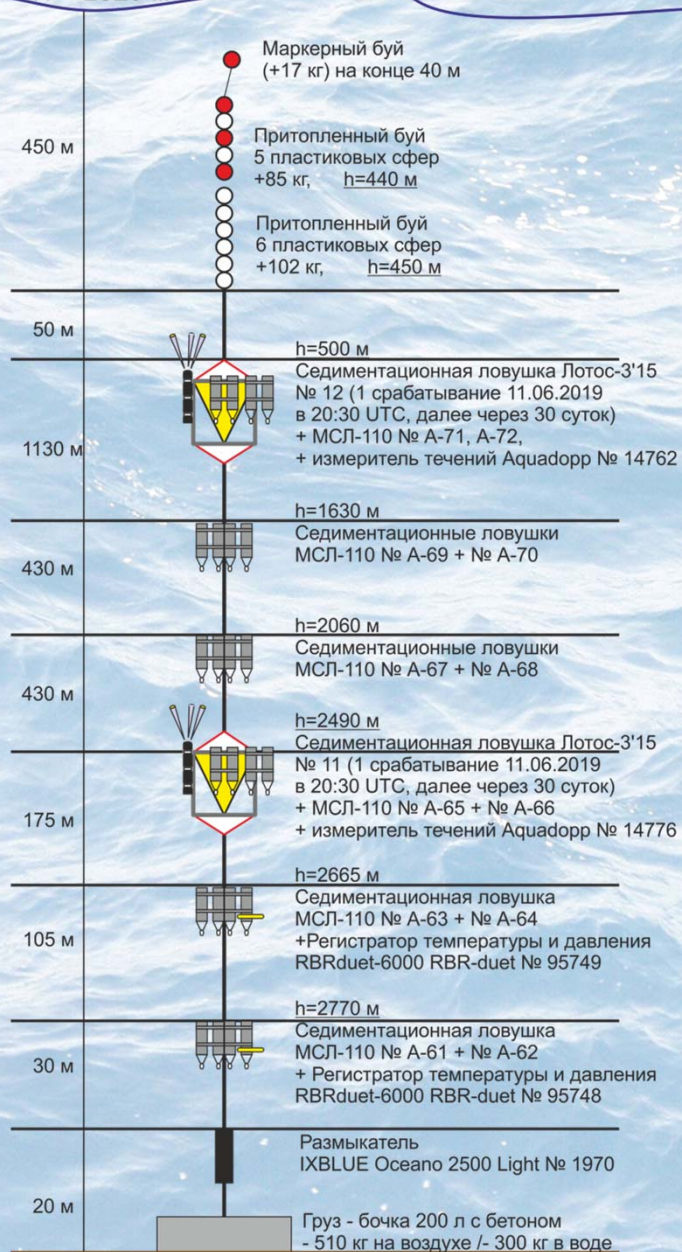 Маркерный буй
(+17 кг) на конце 40 м
450 м
Притопленный буй
5 пластиковых сфер
+85 кг, h=440 м
Притопленный буй
6 пластиковых сфер
+102 кг, h=450 м
50 м
h=500 м
Седиментационная ловушка Лотос-3'15
№ 12 (1 срабатывание 11.06.2019
в 20:30 UTC, далее через 30 суток)
+ МСЛ-110 № А-71, А-72,
+ измеритель течений Aquadopp № 14762
1130 м
h=1630 м
Седиментационные ловушки
МСЛ-110 № А-69 + № А-70
430 м
h=2060 м
Седиментационные ловушки
МСЛ-110 № А-67 + № А-68
430 м
h=2490 м
Седиментационная ловушка Лотос-3'15
№ 11 (1 срабатывание 11.06.2019
в 20:30 UTC, далее через 30 суток)
+ МСЛ-110 № А-65 + № А-66
+ измеритель течений Aquadopp № 14776
175 м
h=2665 м
Седиментационная ловушка
МСЛ-110 № А-63 + № А-64
+Регистратор температуры и давления
RBRduet-6000 RBR-duet № 95749
105 м
h=2770 м
Седиментационная ловушка
МСЛ-110 № А-61 + № А-62
+ Регистратор температуры и давления
RBRduet-6000 RBR-duet № 95748
30 м
Размыкатель
IXBLUE Oceano 2500 Light № 1970
20 м
Груз - бочка 200 л с бетоном
- 510 кг на воздухе /- 300 кг в воде